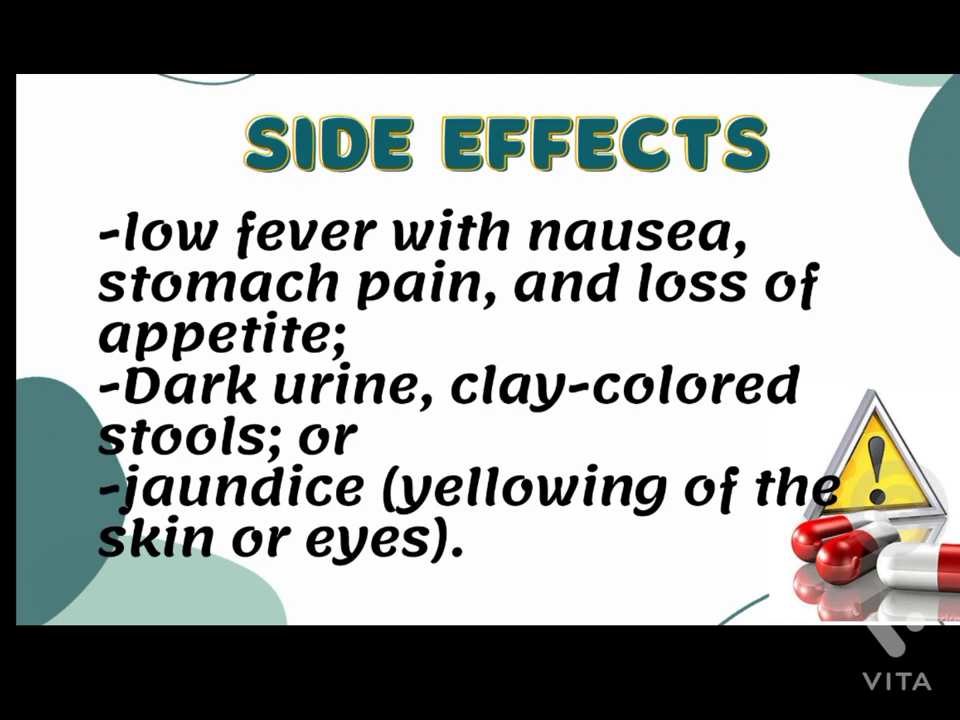 SIDE EFFECTS
-low fever with nausea,
stomach pain, and loss of
appetite;
-Dark urine, clay-colored
stools; or
-jaundice (yellowing of the
skin or eyes).
VITA